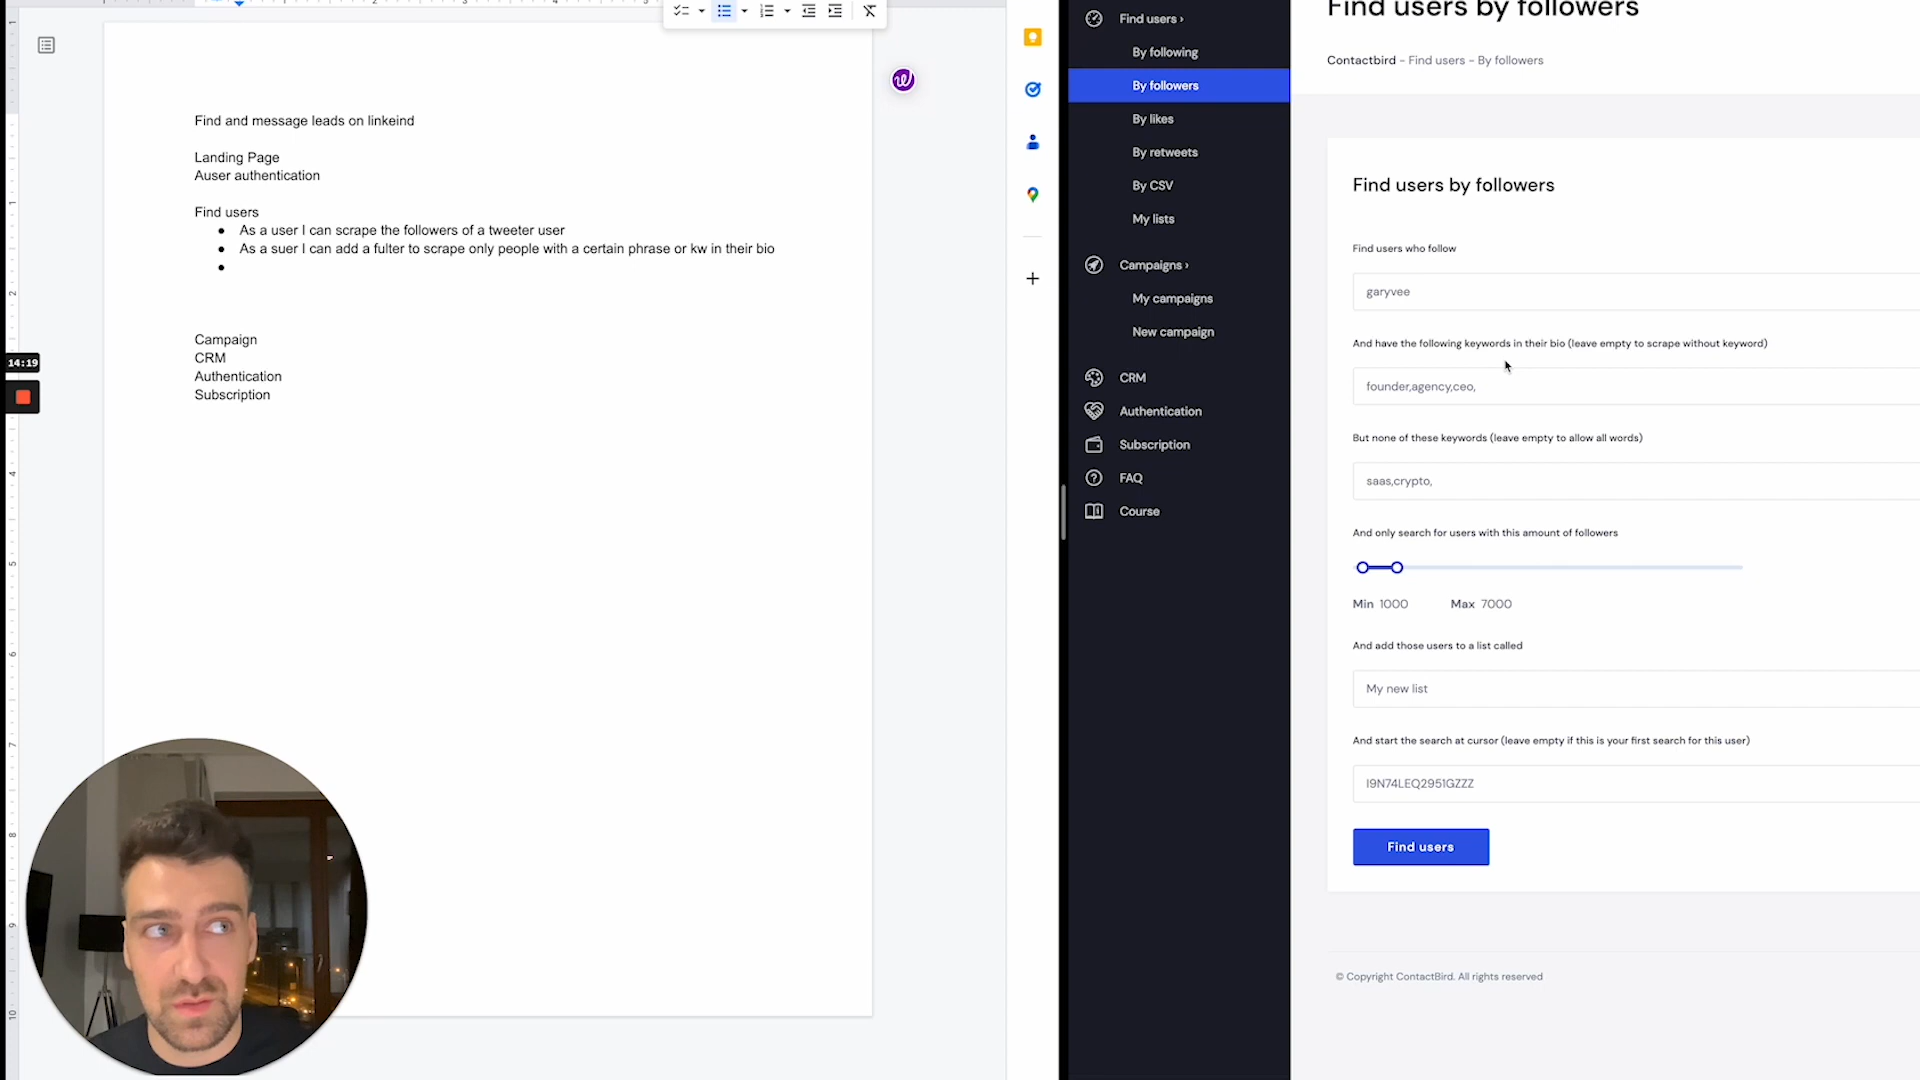 Find and message leads on linkeind
Landing Page
Auser authentication
Find users
As a user I can scrape the followers of a tweeter user
As a suer I can add a fulter to scrape only people with a certain phrase or kw in their bio
Campaign
CRM
Authentication
Subscription
14:19
Find users ›
By following
By followers
By likes
By retweets
By CSV
My lists
Campaigns ›
My campaigns
New campaign
CRM
Authentication
Subscription
FAQ
Course
Find users by followers
Contactbird - Find users - By followers
Find users by followers
Find users who follow
garyvee
And have the following keywords in their bio (leave empty to scrape without keyword)
founder,agency,ceo,
But none of these keywords (leave empty to allow all words)
saas,crypto,
And only search for users with this amount of followers
Min 1000 Max 7000
And add those users to a list called
My new list
And start the search at cursor (leave empty if this is your first search for this user)
I9N74LEQ2951GZZZ
Find users
© Copyright ContactBird. All rights reserved